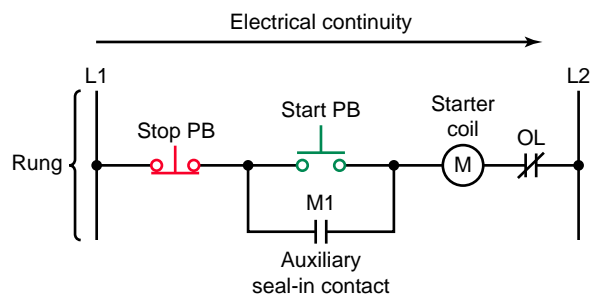 Electrical continuity
L1
L2
Start PB
Starter
coil
Stop PB
OL
Rung
M
M1
Auxiliary
seal-in contact